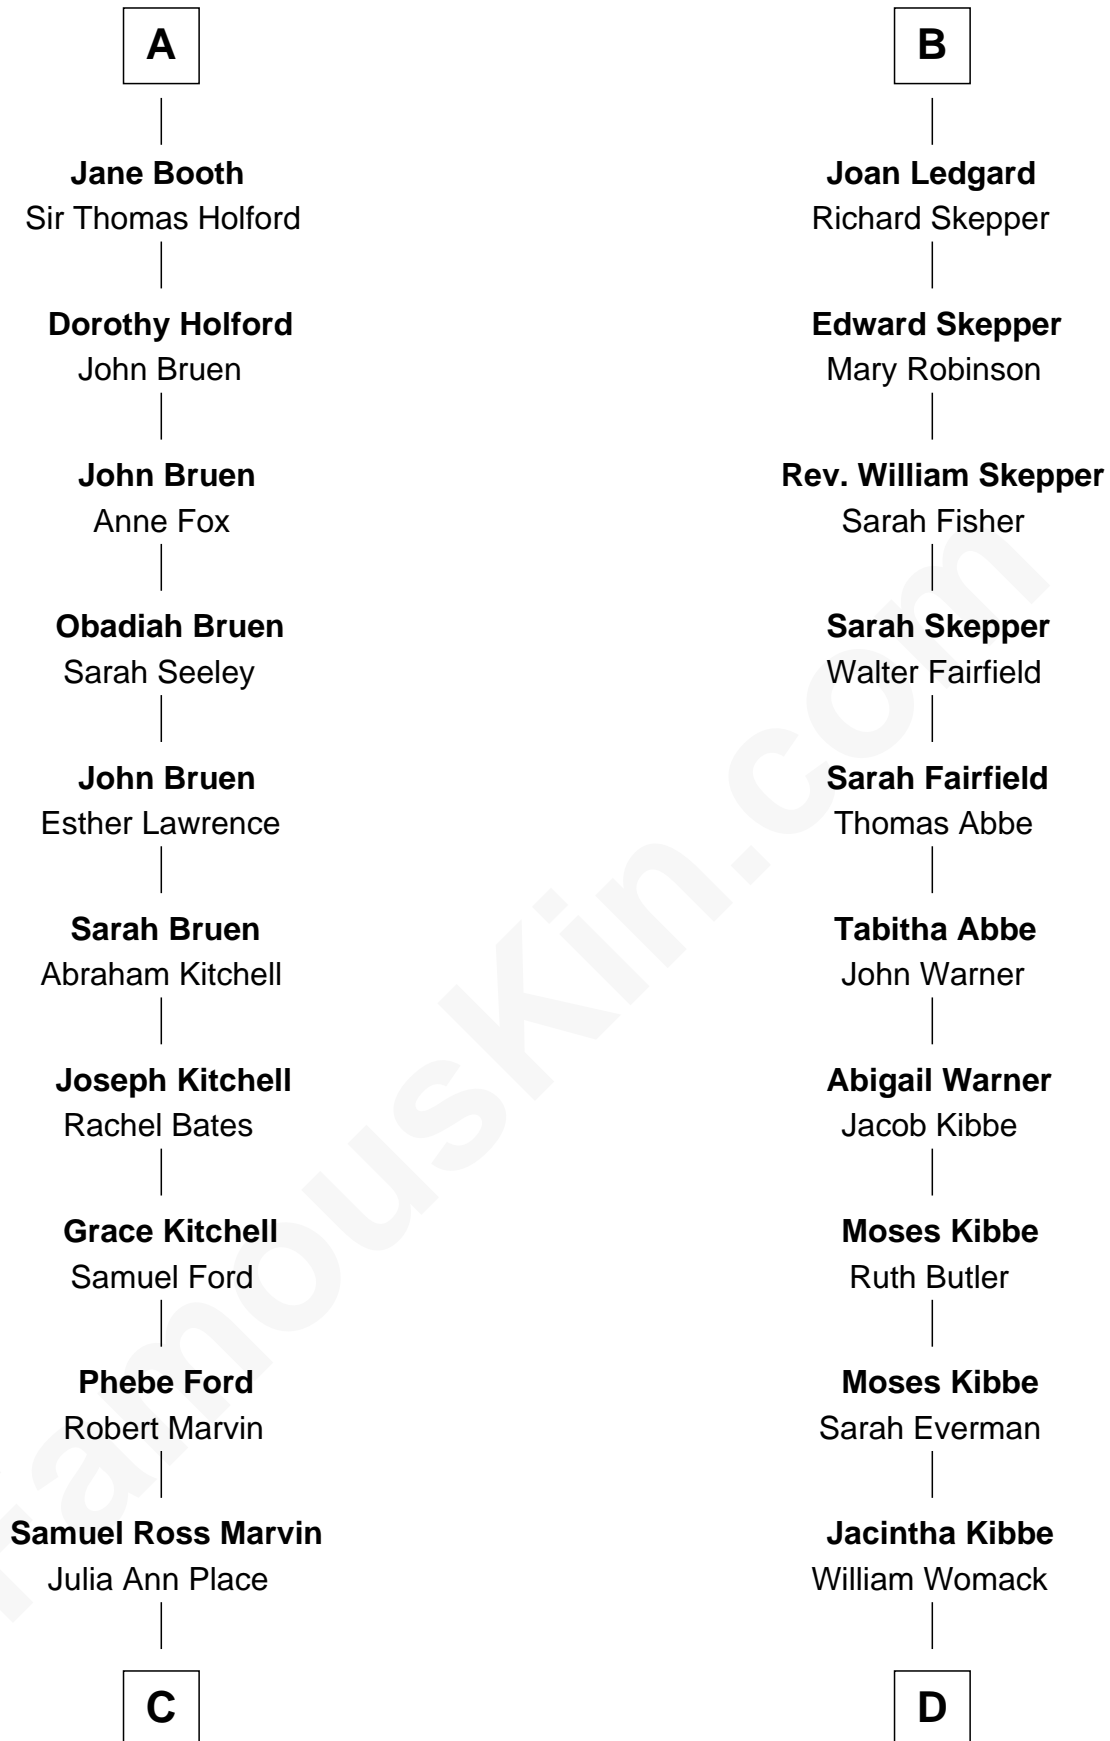 A
Jane Booth
Sir Thomas Holford
Dorothy Holford
John Bruen
John Bruen
Anne Fox
Obadiah Bruen
Sarah Seeley
John Bruen
Esther Lawrence
Sarah Bruen
Abraham Kitchell
Joseph Kitchell
Rachel Bates
Grace Kitchell
Samuel Ford
Phebe Ford
Robert Marvin
Samuel Ross Marvin
Julia Ann Place
C
B
Joan Ledgard
Richard Skepper
Edward Skepper
Mary Robinson
Rev. William Skepper
Sarah Fisher
Sarah Skepper
Walter Fairfield
Sarah Fairfield
Thomas Abbe
Tabitha Abbe
John Warner
Abigail Warner
Jacob Kibbe
Moses Kibbe
Ruth Butler
Moses Kibbe
Sarah Everman
Jacintha Kibbe
William Womack
D
FamousKin.com